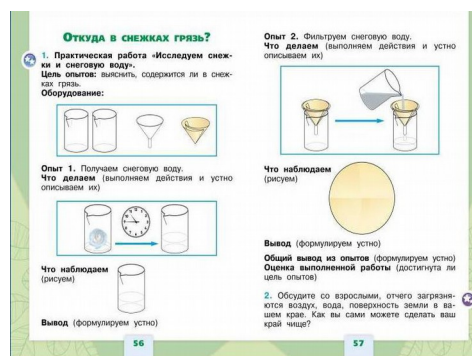 ОТКУДА В СНЕЖКАХ ГРЯЗЬ?
1. Практическая работа «Исследуем снеж-
ки и снеговую воду».
Цель опытов: выяснить, содержится ли в снеж-
ках грязь.
Оборудование:
Опыт 1. Получаем снеговую воду.
Что делаем (выполняем действия и устно
описываем их)
Что наблюдаем
(рисуем)
Вывод (формулируем устно)
56
Опыт 2. Фильтруем снеговую воду.
Что делаем (выполняем действия и устно
описываем их)
Что наблюдаем
(рисуем)
Вывод (формулируем устно)
Общий вывод из опытов (формулируем устно)
Оценка выполненной работы (достигнута ли
цель опытов)
2. Обсудите со взрослыми, отчего загрязня-
ются воздух, вода, поверхность земли в ва-
шем крае. Как вы сами можете сделать ваш
край чище?
57